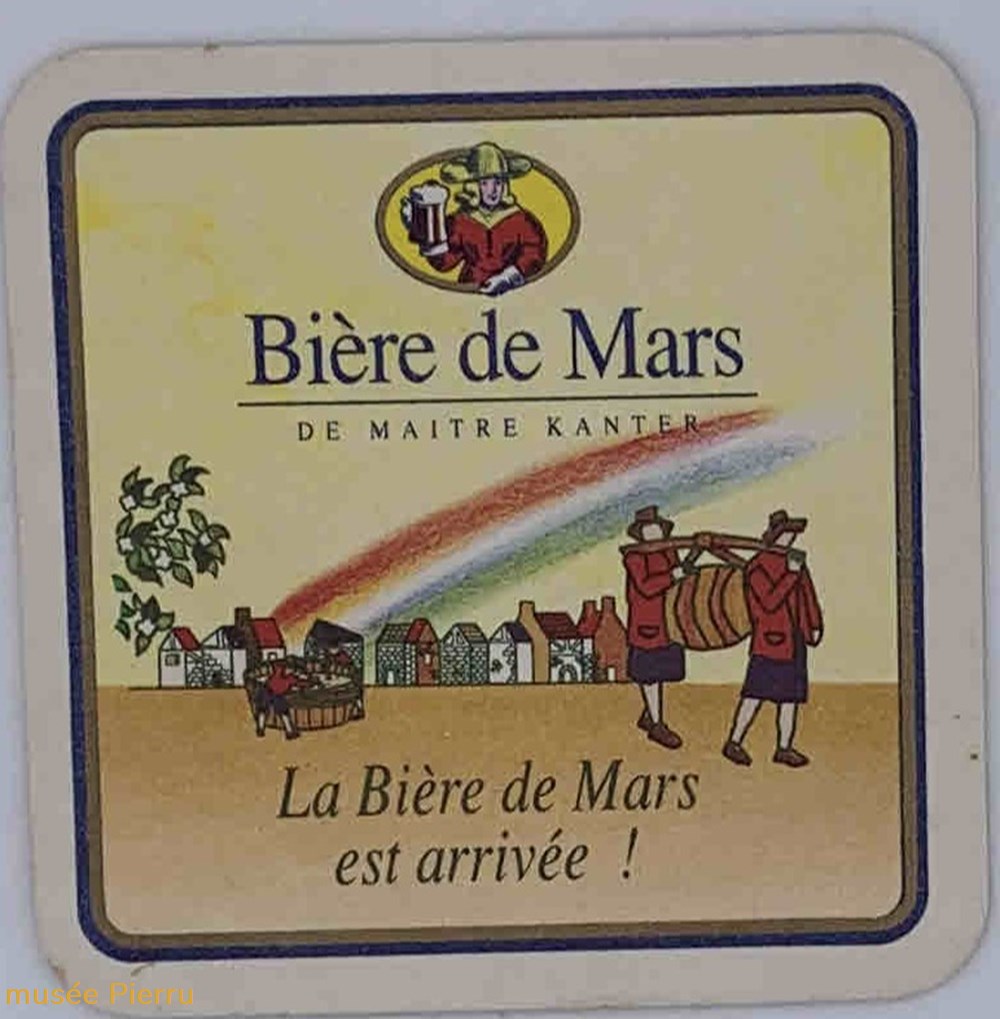 Bière de Mars
DE MAITRE KANTER
La Bière de Mars
est arrivée !
musée Pierru